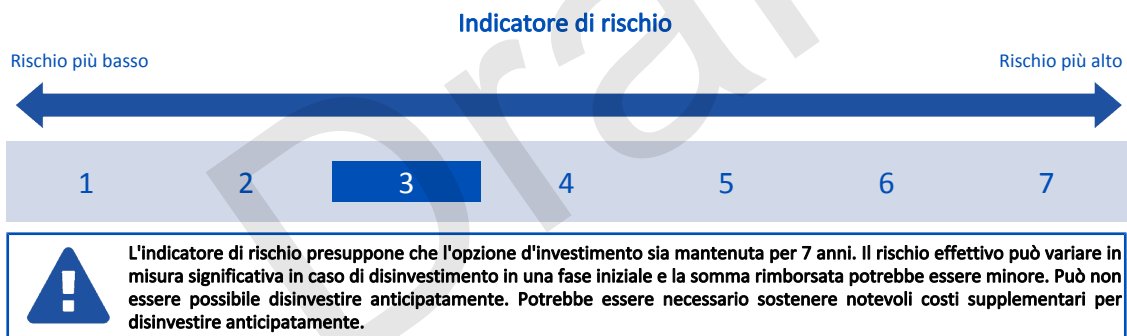 Indicatore di rischio
Rischio più basso
Rischio più alto
1 2 3 4 5 6 7
L'indicatore di rischio presuppone che l'opzione d'investimento sia mantenuta per 7 anni. Il rischio effettivo può variare in
misura significativa in caso di disinvestimento in una fase iniziale e la somma rimborsata potrebbe essere minore. Può non
essere possibile disinvestire anticipatamente. Potrebbe essere necessario sostenere notevoli costi supplementari per
disinvestire anticipatamente.